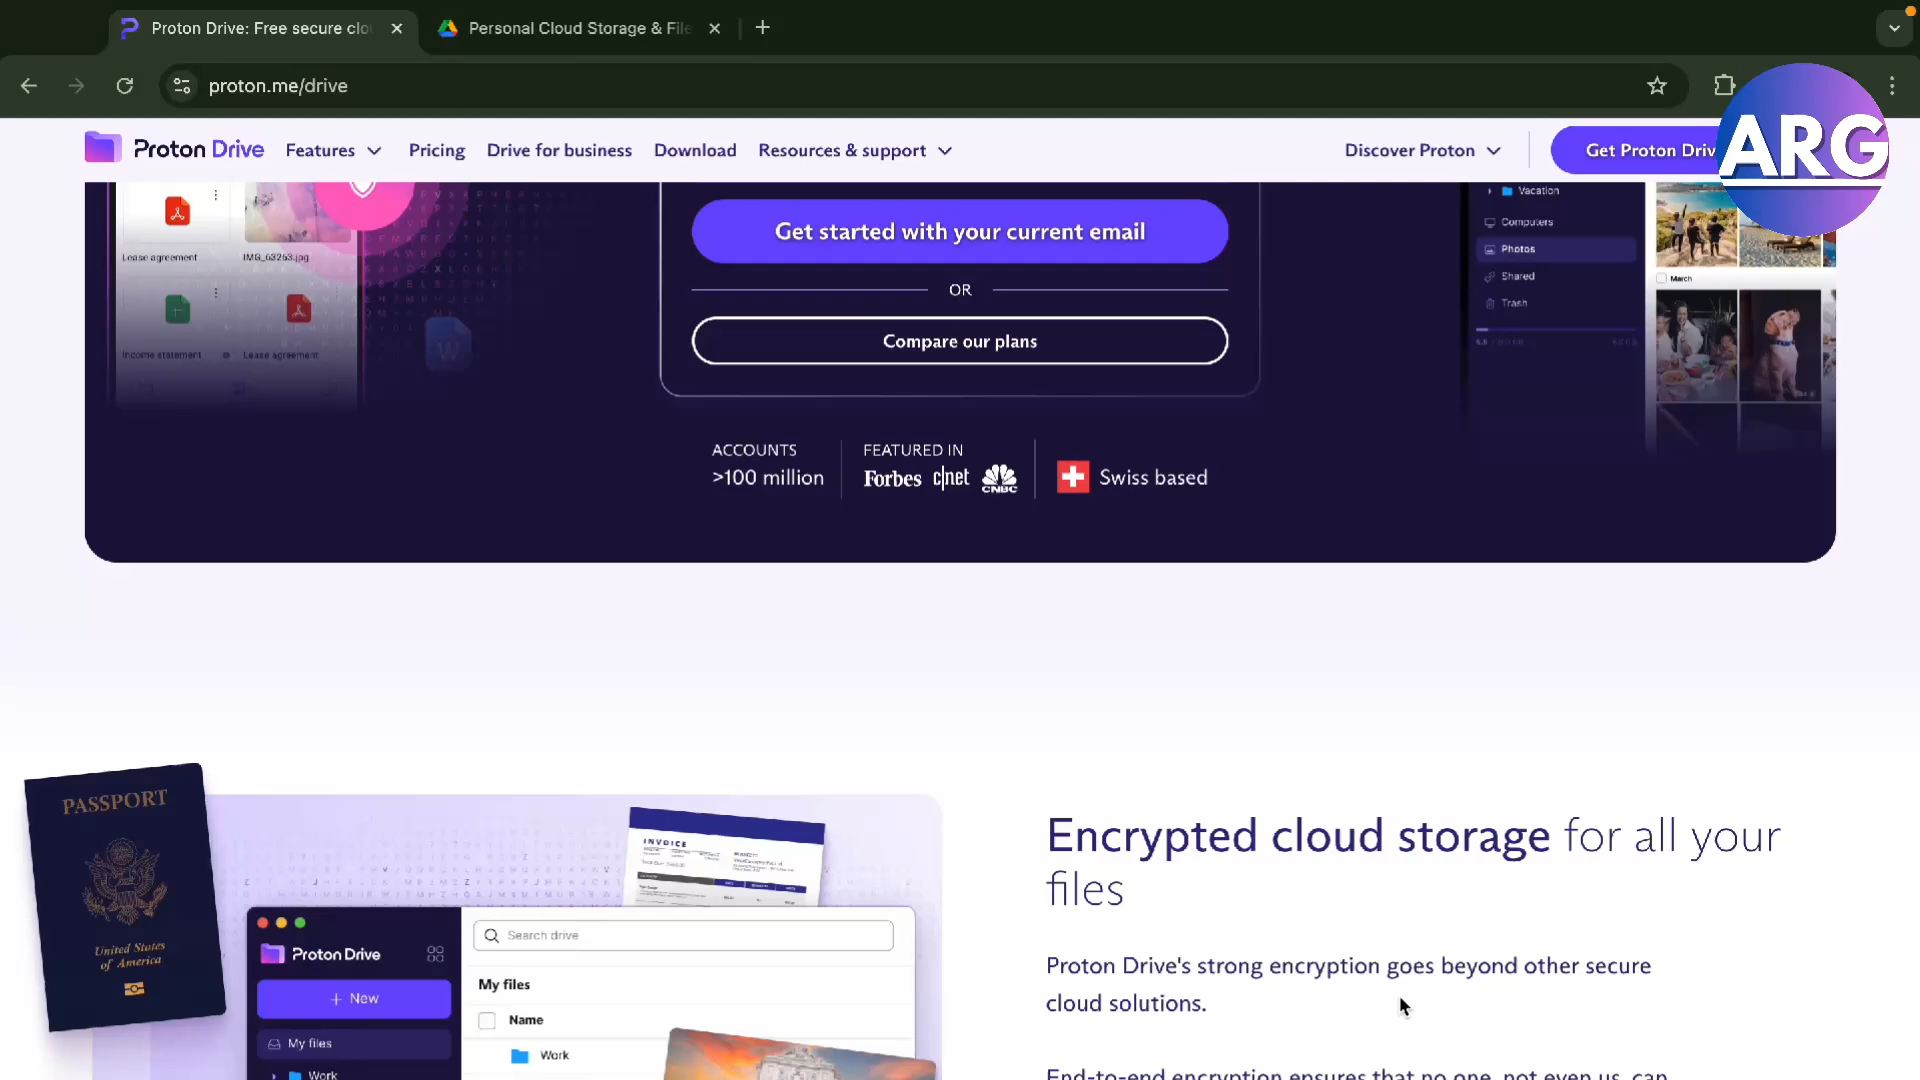 Proton Drive: Free secure clo
Personal Cloud Storage & File
proton.me/drive
Proton Drive
Features
Pricing
Drive for business
Download
Resources & support
Discover Proton
Get Proton Driv
ARG
Lease agreement
IMG_63263.jpg
Income statement
Lease agreement
W
Get started with your current email
OR
Compare our plans
Vacation
Computers
Photos
Shared
Trash
March
ACCOUNTS
>100 million
FEATURED IN
Forbes c|net CNBC
Swiss based
PASSPORT
United States
of America
INVOICE
Proton Drive
New
My files
Work
Search drive
My files
Name
Work
Encrypted cloud storage for all your
files
Proton Drive's strong encryption goes beyond other secure
cloud solutions.
End-to-end encryption ensures that no one, not even us, can